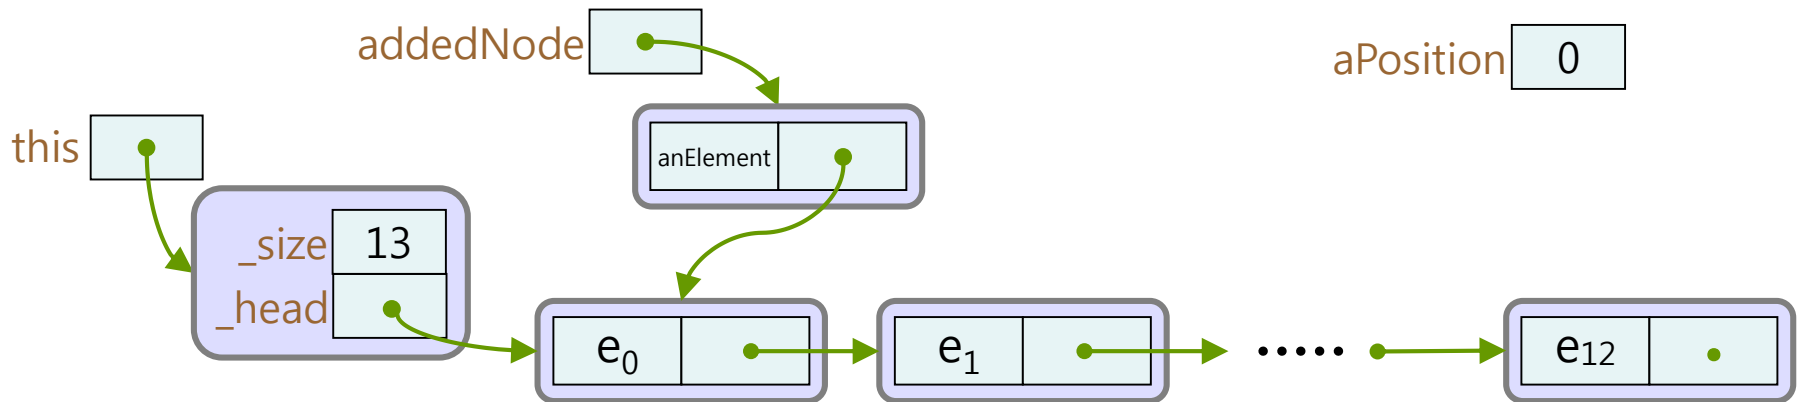 addedNode
aPosition 0
this
anElement
_size 13
_head
e₀
e₁
.....
e₁₂